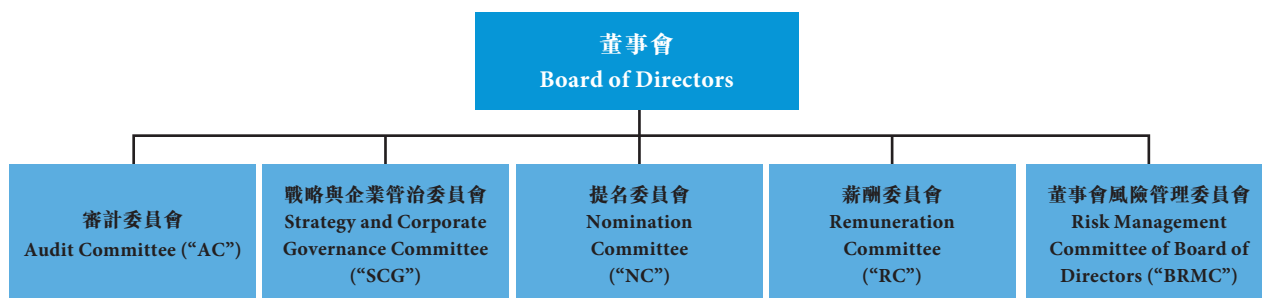 董事會
Board of Directors
審計委員會
Audit Committee (“AC”)
戰略與企業管治委員會
Strategy and Corporate
Governance Committee
(“SCG”)
提名委員會
Nomination
Committee
(“NC”)
薪酬委員會
Remuneration
Committee
(“RC”)
董事會風險管理委員會
Risk Management
Committee of Board of
Directors (“BRMC”)